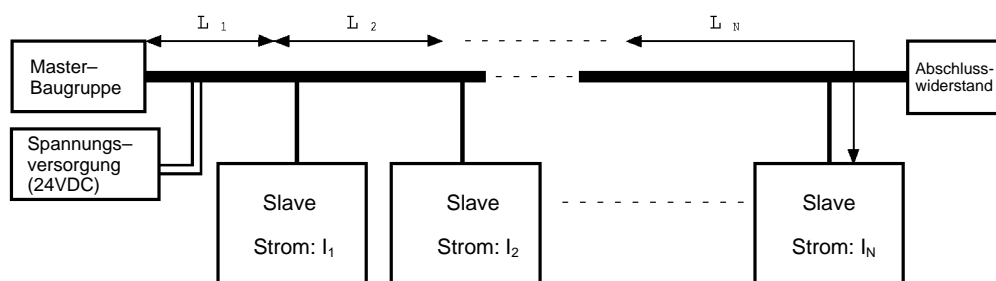 L 1
L 2
L N
Master–
Baugruppe
Abschluss-
widerstand
Spannungs–
versorgung
(24VDC)
Slave
Strom: I1
Slave
Strom: I2
Slave
Strom: IN